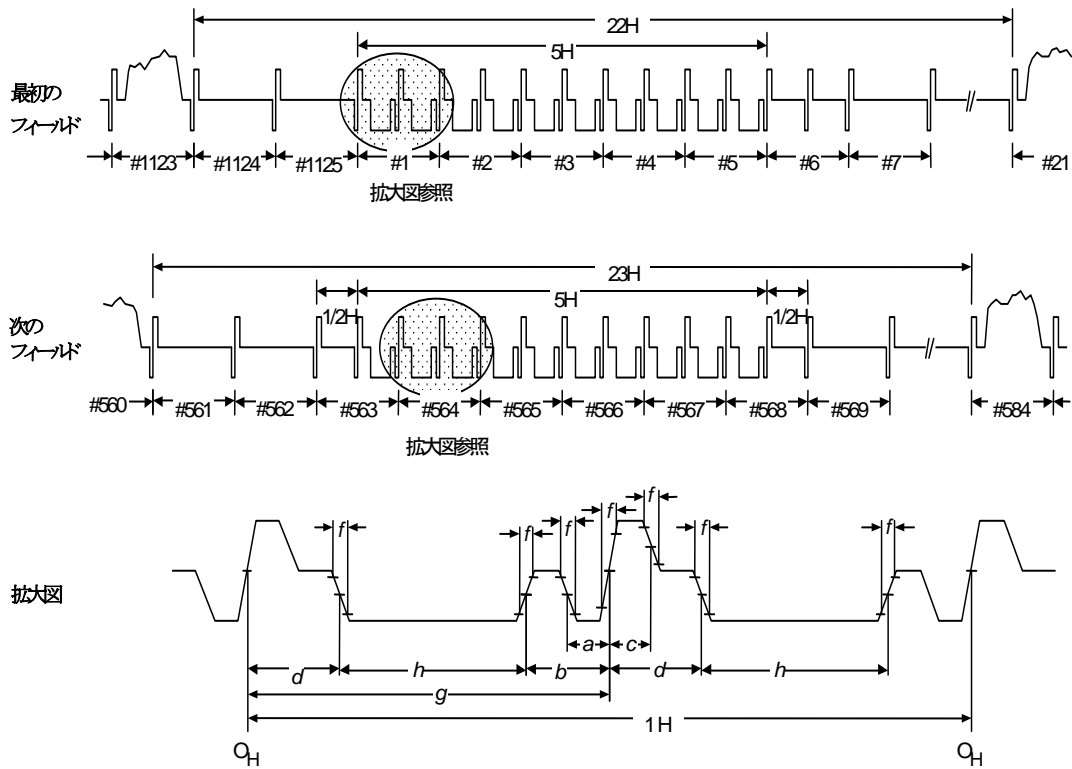 22H
5H
最初の
フィールド
#1123 #1124 #1125 #1 #2 #3 #4 #5 #6 #7 #21
拡大図参照
23H
1/2H 5H 1/2H
次の
フィールド
#560 #561 #562 #563 #564 #565 #566 #567 #568 #569 #584
拡大図参照
f f f f f f f
拡大図
a c
d h b d h
g
1H
OH OH